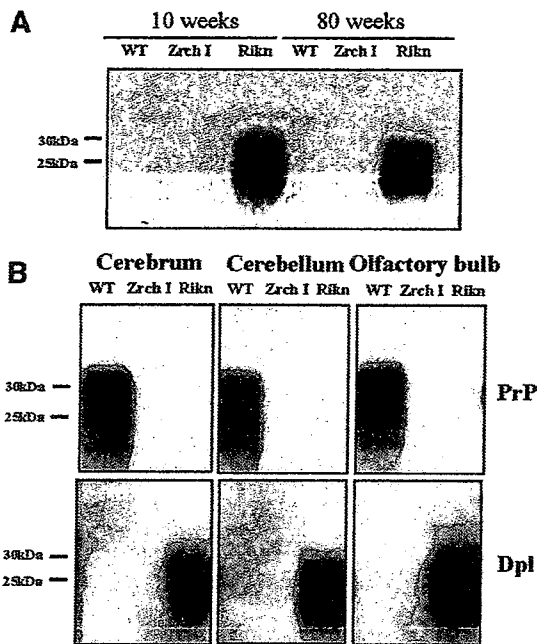 A
10 weeks 80 weeks
WT Zrch I Rikn WT Zrch I Rikn
30kDa
25kDa
B
Cerebrum Cerebellum Olfactory bulb
WT Zrch I Rikn WT Zrch I Rikn WT Zrch I Rikn
30kDa
25kDa
PrP
30kDa
25kDa
Dpl